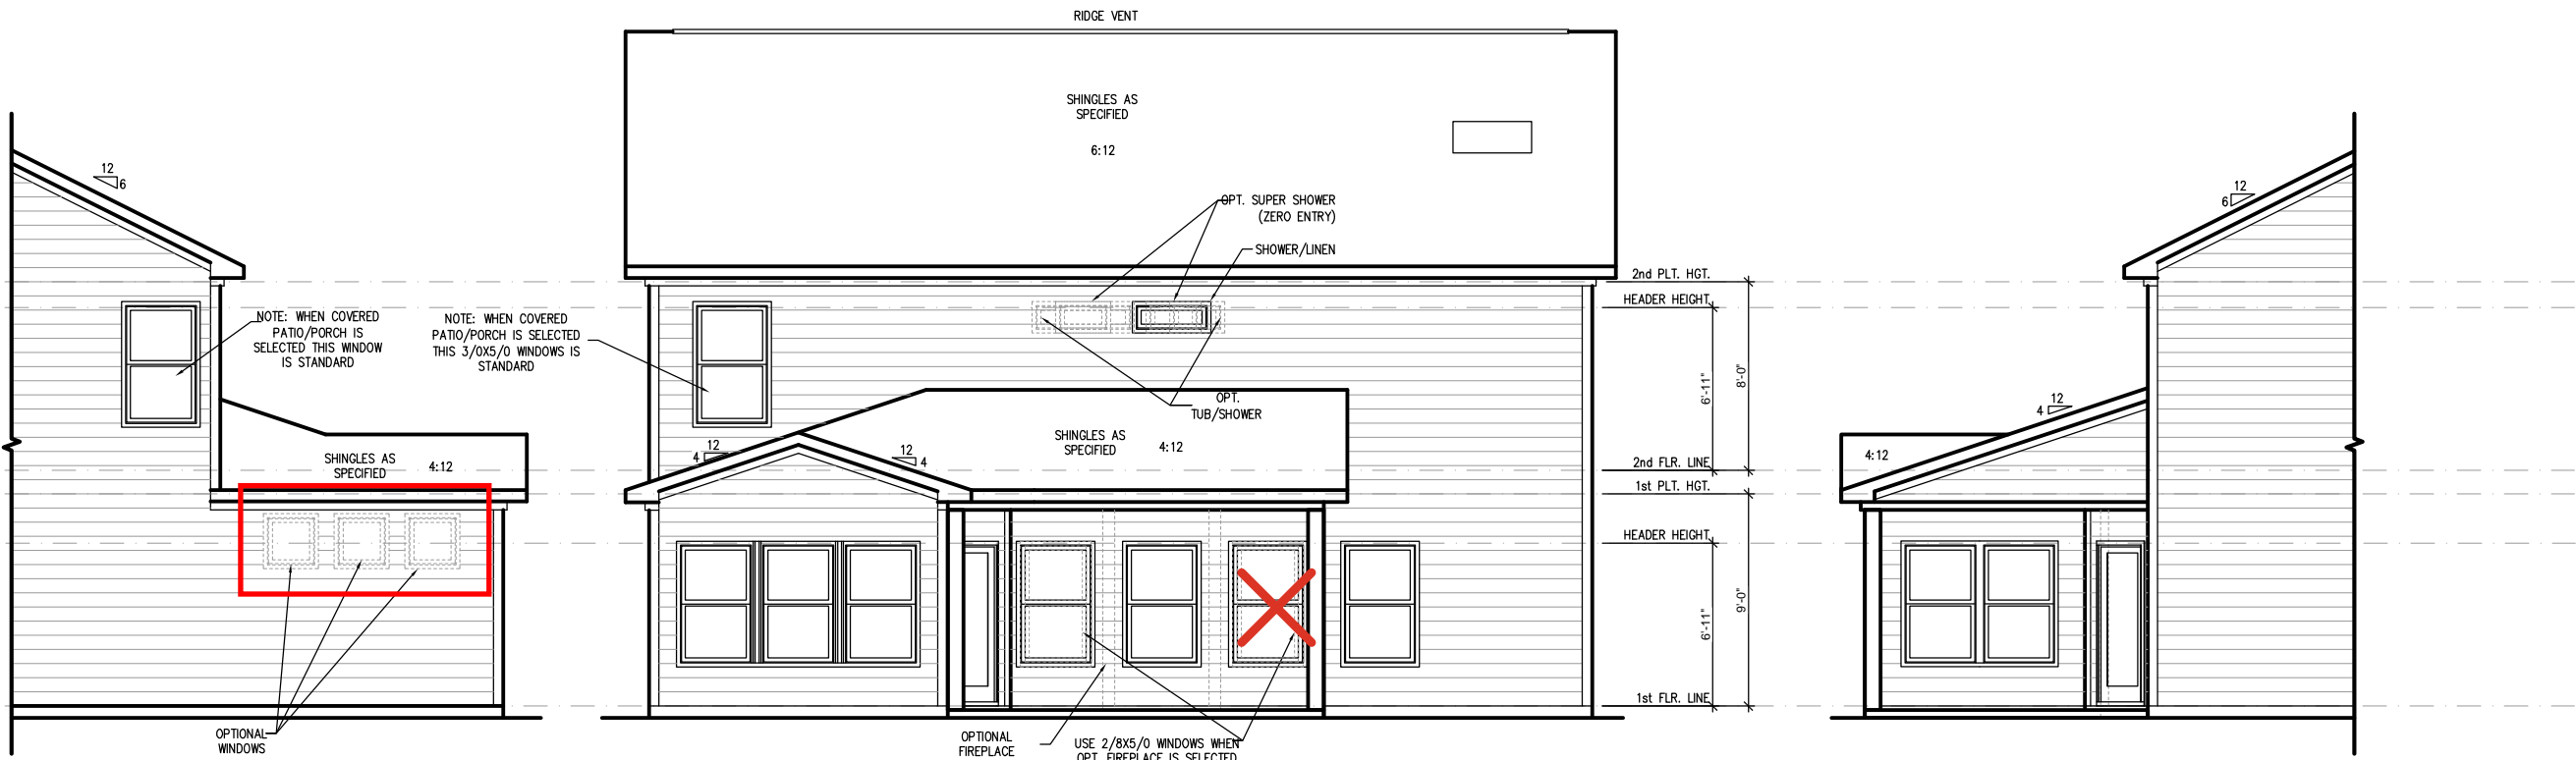 RIDGE VENT
SHINGLES AS
SPECIFIED
6:12
12
6
OPT. SUPER SHOWER
(ZERO ENTRY)
SHOWER/LINEN
NOTE: WHEN COVERED
PATIO/PORCH IS
SELECTED THIS WINDOW
IS STANDARD
NOTE: WHEN COVERED
PATIO/PORCH IS SELECTED
THIS 3/0X5/0 WINDOWS IS
STANDARD
OPT.
TUB/SHOWER
SHINGLES AS
SPECIFIED
4:12
12
4
12
4
SHINGLES AS
SPECIFIED
4:12
2nd PLT. HGT.
HEADER HEIGHT
6'-11"
8'-0"
2nd FLR. LINE
1st PLT. HGT.
HEADER HEIGHT
6'-11"
9'-0"
1st FLR. LINE
12
6
12
4
4:12
OPTIONAL
WINDOWS
OPTIONAL
FIREPLACE
USE 2/8X5/0 WINDOWS WHEN
OPT. FIREPLACE IS SELECTED